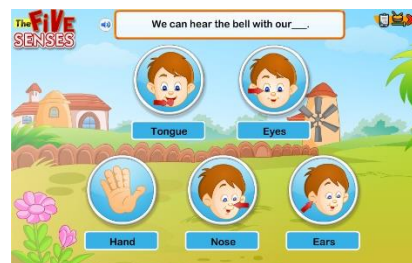 The FiVE
SENSES
We can hear the bell with our___.
Tongue
Eyes
Hand
Nose
Ears